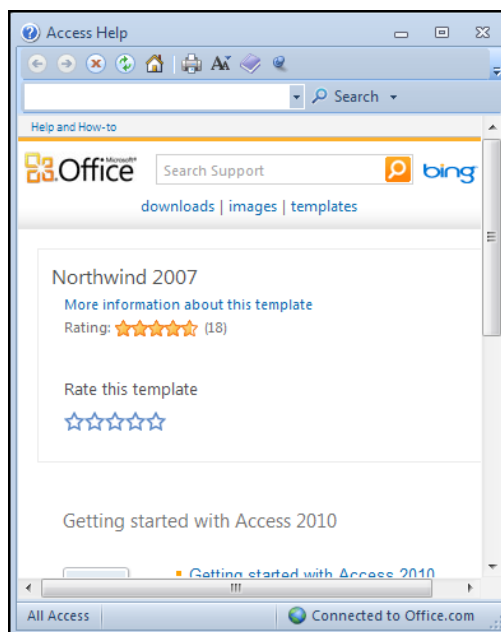 Access Help
Search
Help and How-to
Microsoft®
Office
Search Support
bing
downloads | images | templates
Northwind 2007
More information about this template
Rating: (18)
Rate this template
Getting started with Access 2010
Getting started with Access 2010
All Access
Connected to Office.com